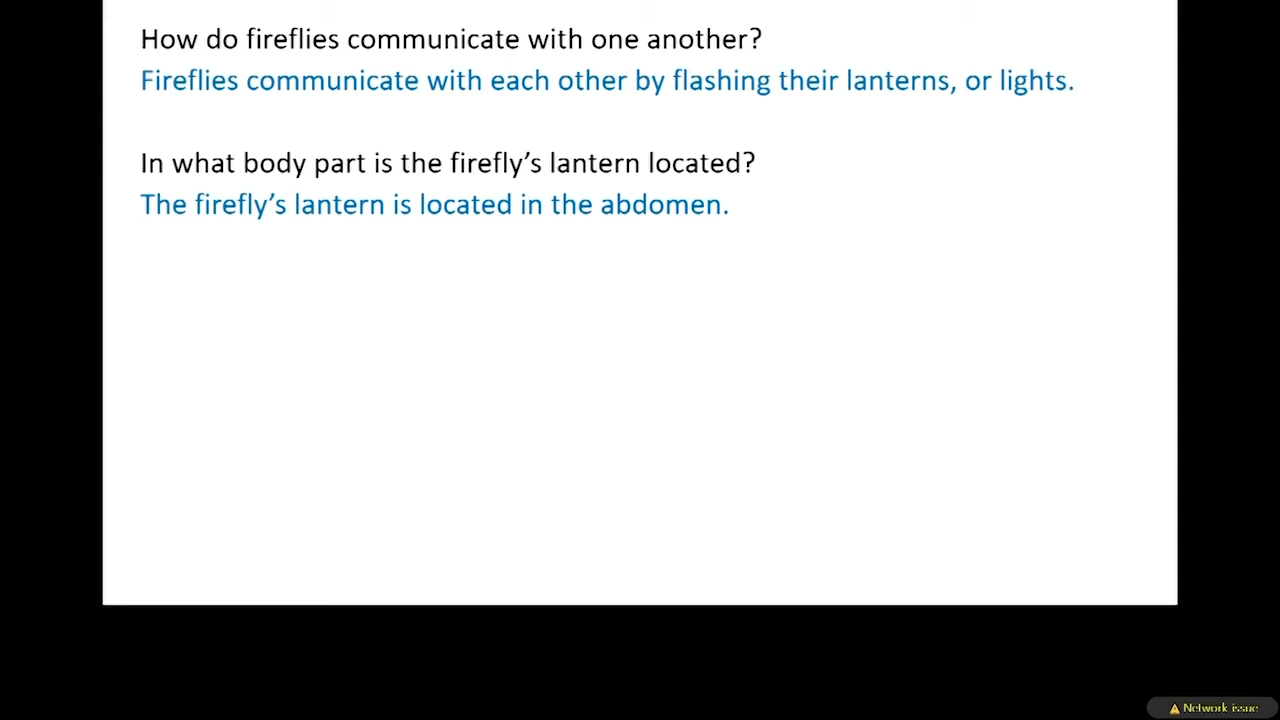 How do fireflies communicate with one another?
Fireflies communicate with each other by flashing their lanterns, or lights.
In what body part is the firefly’s lantern located?
The firefly’s lantern is located in the abdomen.
⚠ Network issue